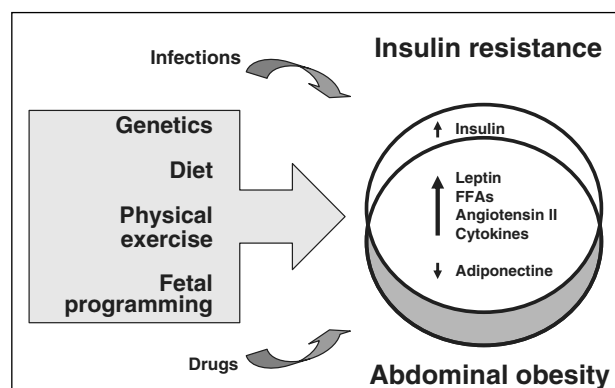 Infections
Insulin resistance
Genetics
Diet
Physical
exercise
Fetal
programming
Drugs
Insulin
Leptin
FFAs
Angiotensin II
Cytokines
Adiponectine
Abdominal obesity